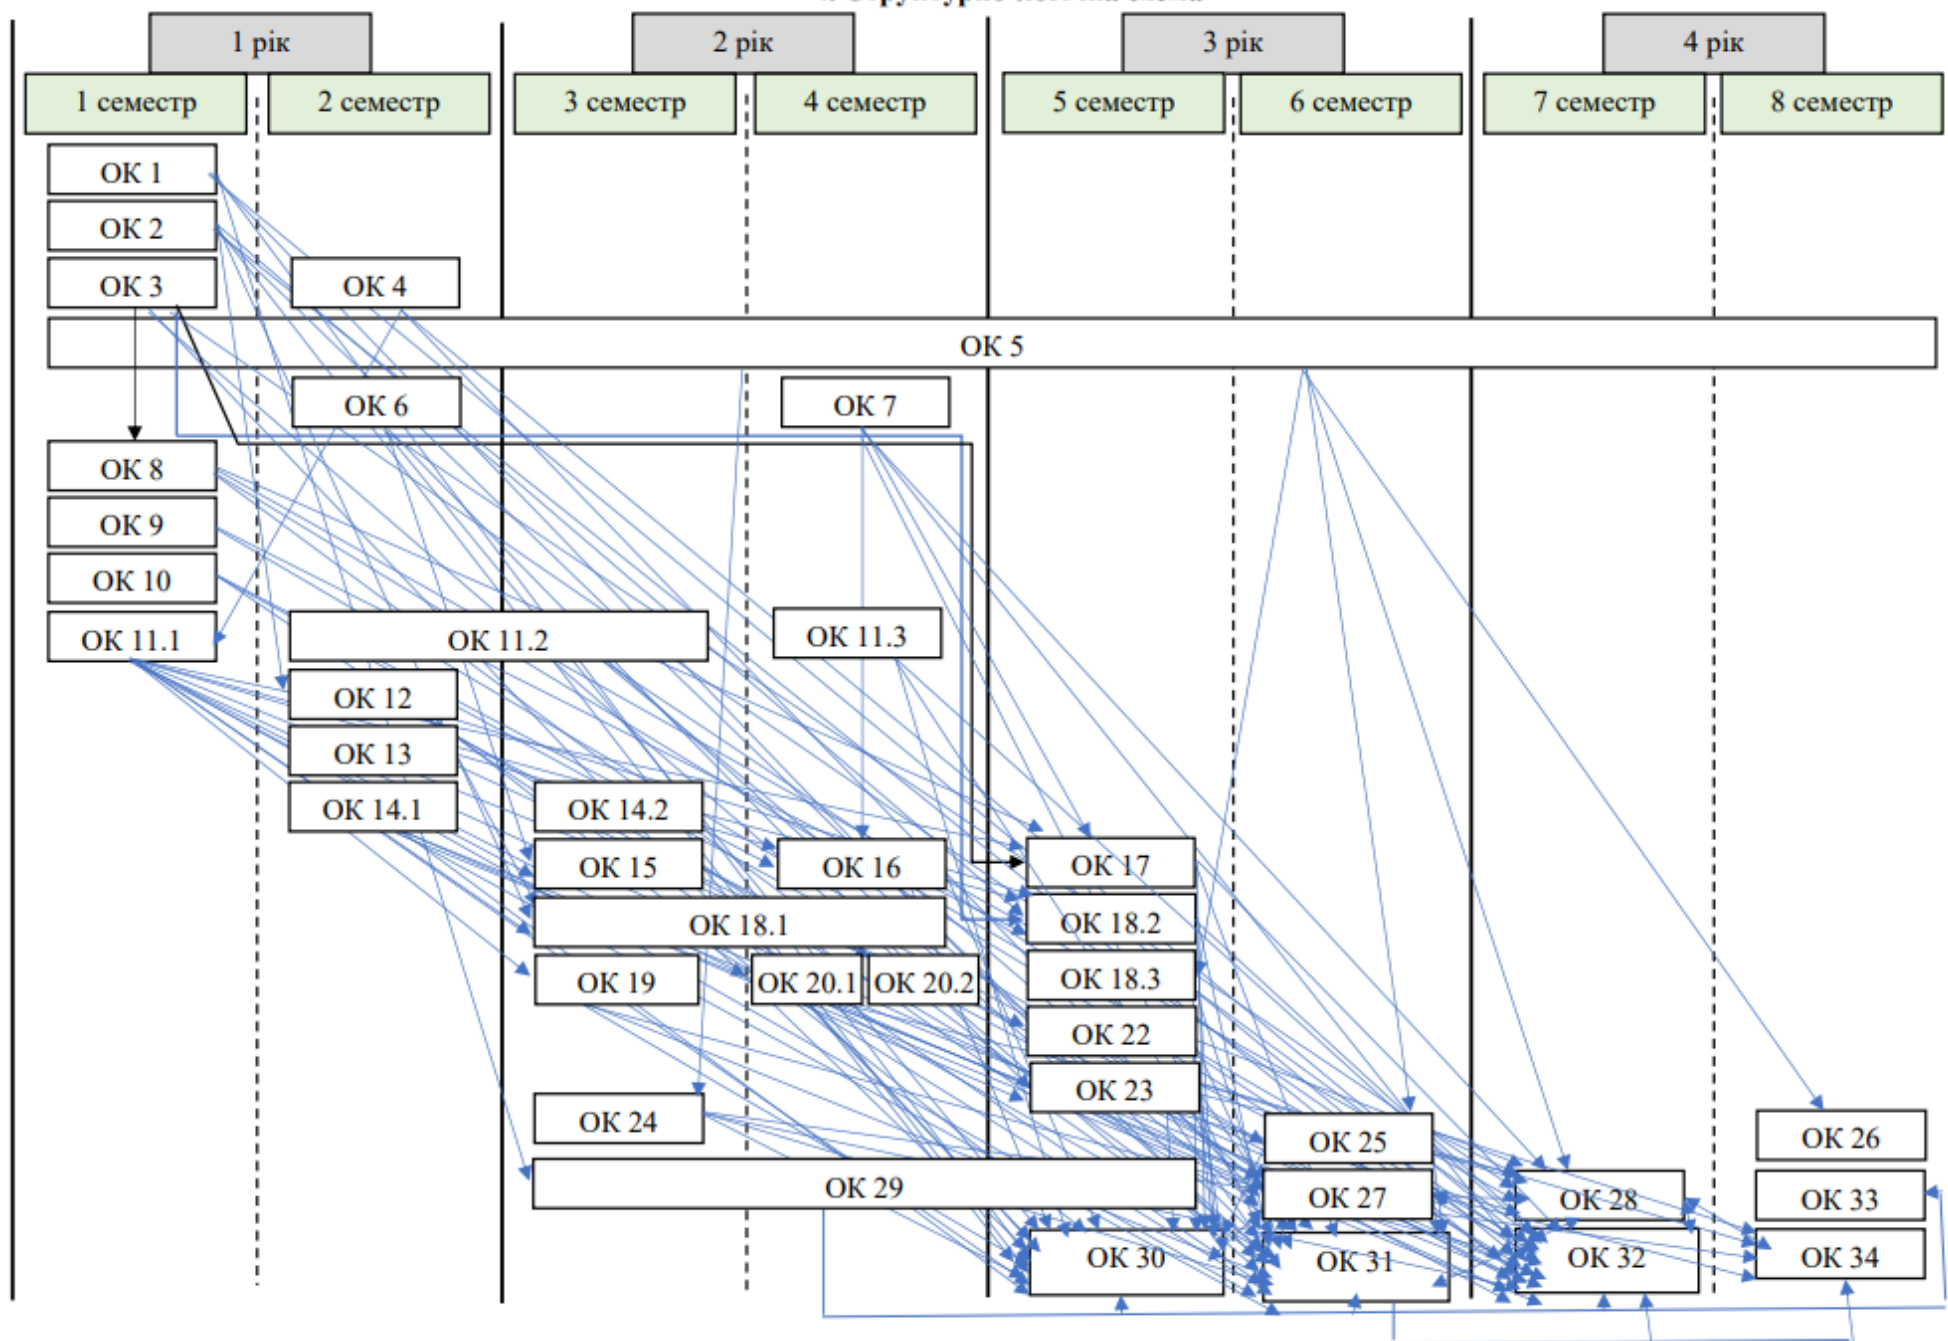 1 рік 2 рік 3 рік 4 рік
1 семестр 2 семестр 3 семестр 4 семестр 5 семестр 6 семестр 7 семестр 8 семестр
ОК 1
ОК 2
ОК 3 ОК 4
ОК 5
ОК 6 ОК 7
ОК 8
ОК 9
ОК 10
ОК 11.1 ОК 11.2 ОК 11.3
ОК 12
ОК 13
ОК 14.1 ОК 14.2
ОК 15 ОК 16 ОК 17
ОК 18.1 ОК 18.2
ОК 19 ОК 20.1 ОК 20.2 ОК 18.3
ОК 22
ОК 23
ОК 24 ОК 25 ОК 26
ОК 29 ОК 27 ОК 28 ОК 33
ОК 30 ОК 31 ОК 32 ОК 34